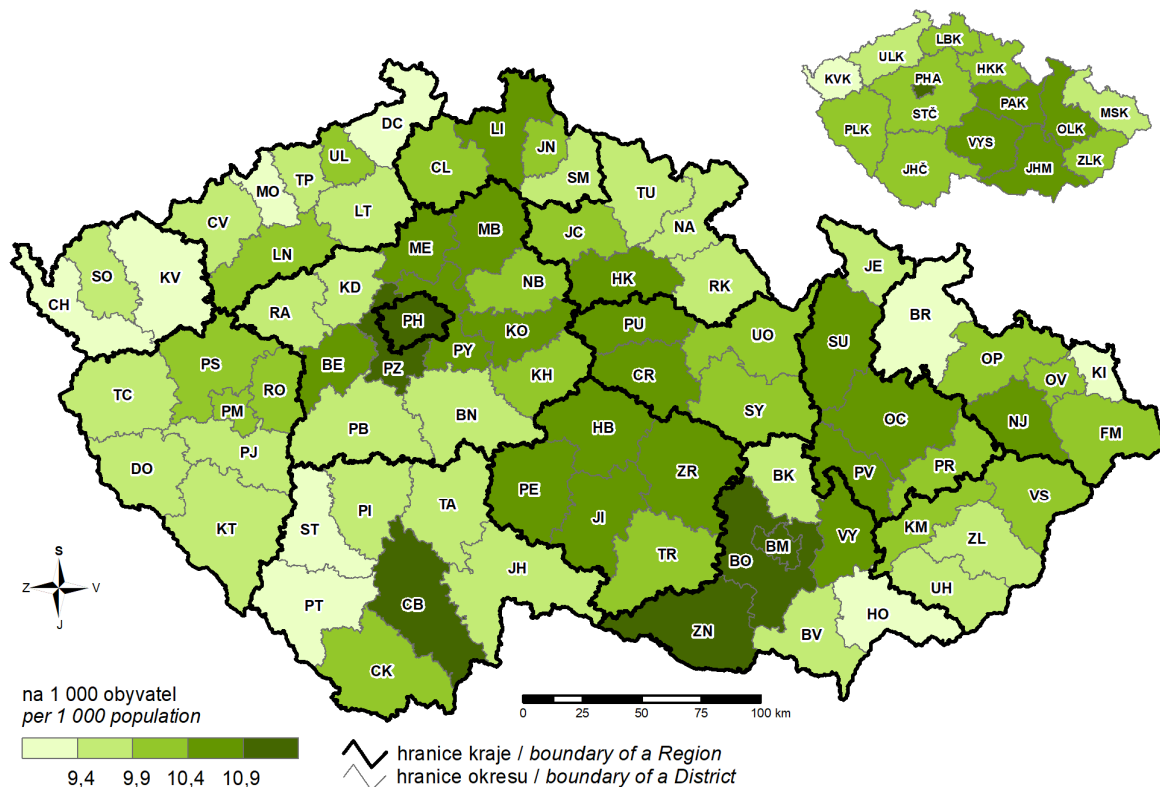 LBK
ULK
HKK
KVK
PHA
PAK
MSK
STČ
OLK
PLK
VYS
ZLK
JHČ
JHM
DC
LI
UL
JN
CL
TP
MO
SM
TU
LT
CV
NA
MB
JC
ME
LN
SO
KV
JE
NB
HK
RK
KD
CH
RA
BR
PH
KO
PU
UO
SU
PY
OP
PS
BE
PZ
KI
OV
RO
KH
CR
TC
PM
SY
BN
OC
NJ
PB
HB
FM
PJ
DO
PR
ZR
PV
BK
PE
VS
TA
PI
JI
ST
KT
KM
VY
ZL
BM
TR
BO
JH
UH
CB
PT
HO
ZN
BV
CK
S
Z V
J
na 1 000 obyvatel
per 1 000 population
9,4 9,9 10,4 10,9
0 25 50 75 100 km
hranice kraje / boundary of a Region
hranice okresu / boundary of a District